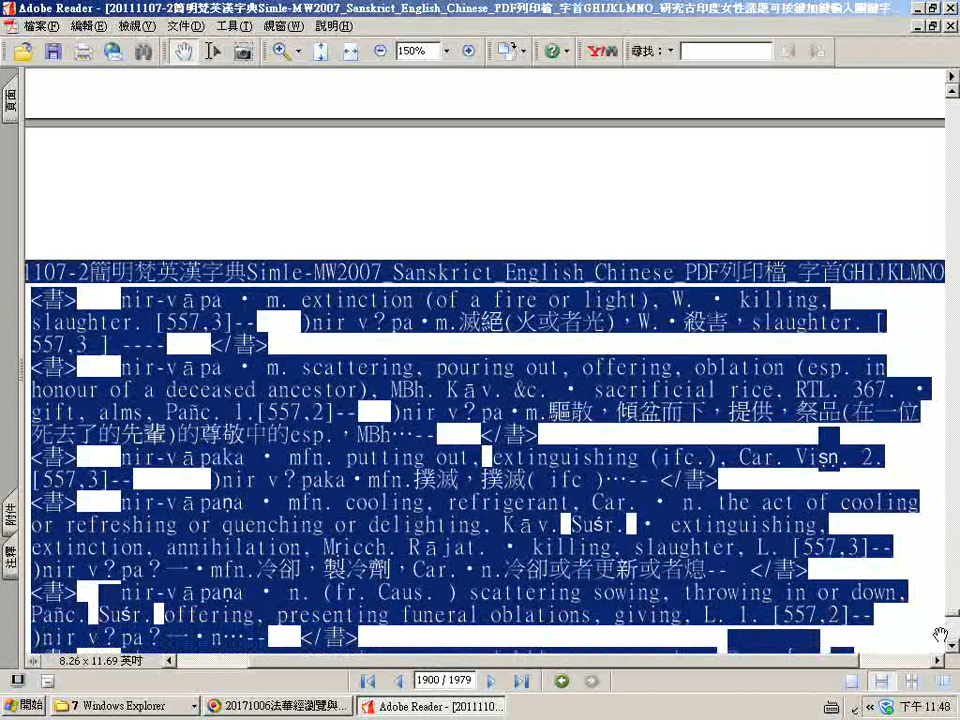 Adobe Reader - [20111107-2簡明梵英漢字典Simle-MW2007_Sanskrict_English_Chinese_PDF列印檔_字首GHIJKLMNO_研究古印度女性議題可按鍵加鍵輸入關鍵字...
檔案(F) 編輯(E) 檢視(V) 文件(D) 工具(T) 視窗(W) 說明(H)
150% Y! 尋找：
頁面
1107-2簡明梵英漢字典Simle-MW2007_Sanskrict_English_Chinese_PDF列印檔_字首GHIJKLMNO
<書> nir-vāpa • m. extinction (of a fire or light), W. • killing,
slaughter. [557,3]-- )nir v？pa•m.滅絕(火或者光)，W.•殺害，slaughter. [
557,3 ] ---- </書>
<書> nir-vāpa • m. scattering, pouring out, offering, oblation (esp. in
honour of a deceased ancestor), MBh. Kāv. &c. • sacrificial rice, RTL. 367. •
gift, alms, Pañc. 1.[557,2]-- )nir v？pa•m.驅散，傾盆而下，提供，祭品(在一位
死去了的先輩)的尊敬中的esp.，MBh…-- </書>
<書> nir-vāpaka • mfn. putting out, extinguishing (ifc.), Car. Viṣṇ. 2.
[557,3]-- )nir v？paka•mfn.撲滅，撲滅( ifc )…-- </書>
<書> nir-vāpaṇa • mfn. cooling, refrigerant, Car. • n. the act of cooling
or refreshing or quenching or delighting, Kāv. Suśr. • extinguishing,
extinction, annihilation, Mṛicch. Rājat. • killing, slaughter, L. [557,3]--
)nir v？pa？一•mfn.冷卻，製冷劑，Car.•n.冷卻或者更新或者熄-- </書>
<書> nir-vāpaṇa • n. (fr. Caus. ) scattering sowing, throwing in or down,
Pañc. Suśr. offering, presenting funeral oblations, giving, L. 1. [557,2]--
)nir v？pa？一•n…-- </書>
附件
注釋
8.26 x 11.69 英吋
1900 / 1979
開始 7 Windows Explorer 20171006法華經瀏覽與... Adobe Reader - [2011110... 下午 11:48